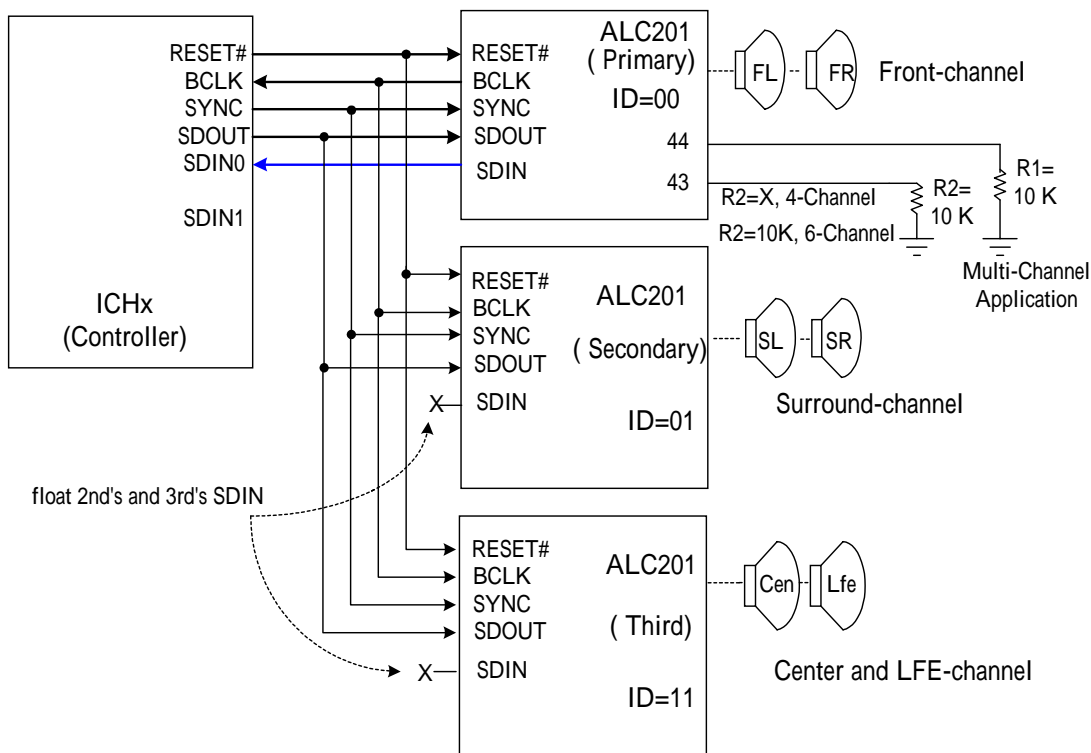 RESET#
BCLK
SYNC
SDOUT
SDIN0
SDIN1
ICHx
(Controller)
RESET#
BCLK
SYNC
SDOUT
SDIN
ALC201
( Primary)
ID=00
44
43
FL
FR
Front-channel
R2=X, 4-Channel
R2=10K, 6-Channel
R2=
10 K
R1=
10 K
Multi-Channel
Application
RESET#
BCLK
SYNC
SDOUT
X
SDIN
ALC201
( Secondary)
ID=01
SL
SR
Surround-channel
float 2nd's and 3rd's SDIN
RESET#
BCLK
SYNC
SDOUT
X
SDIN
ALC201
( Third)
ID=11
Cen
Lfe
Center and LFE-channel